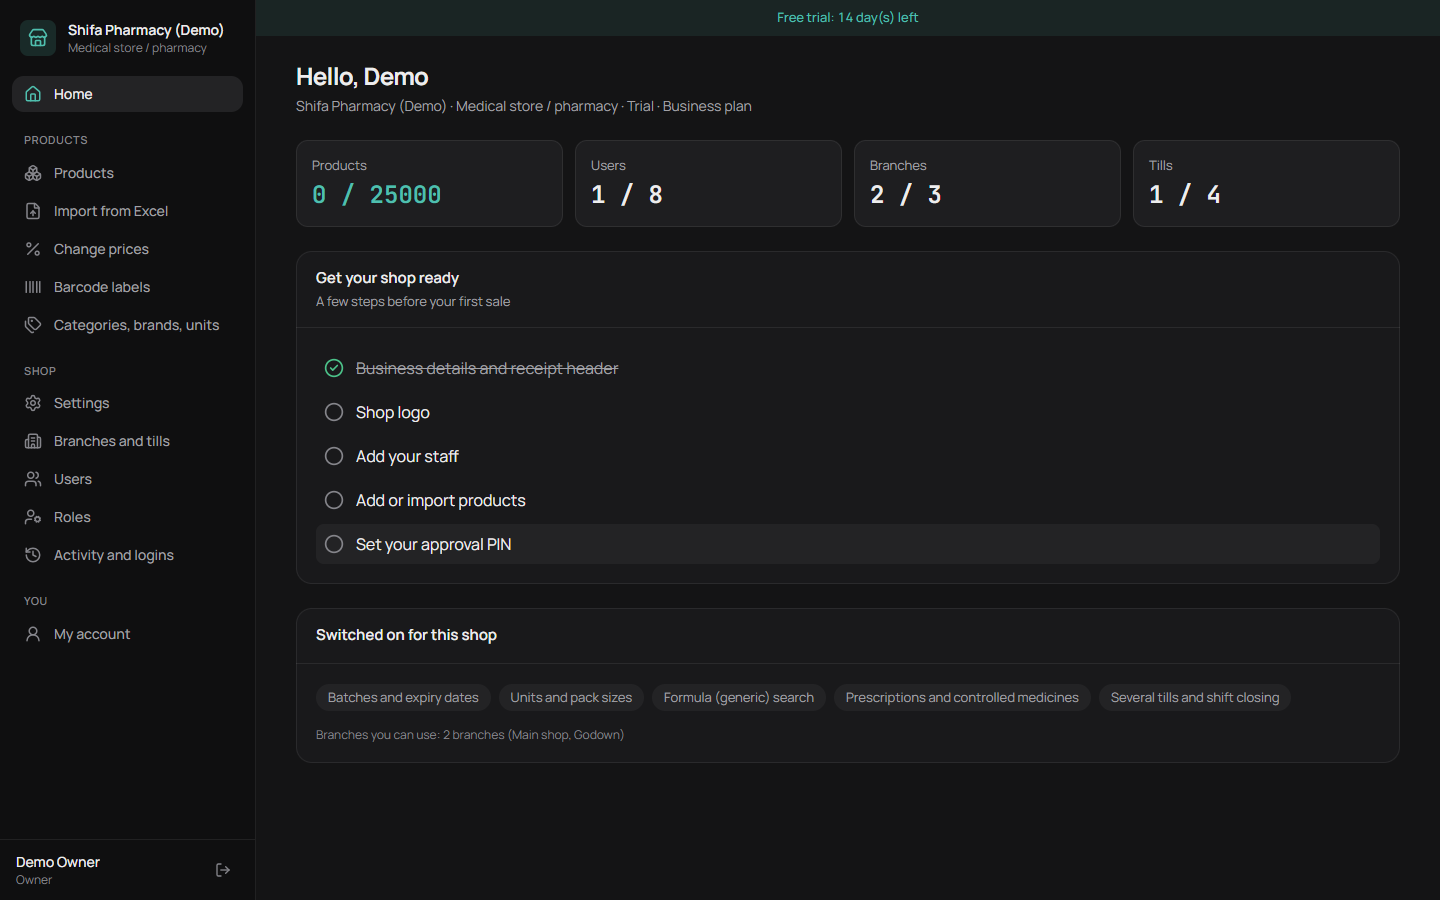 Shifa Pharmacy (Demo)
Medical store / pharmacy
Home
PRODUCTS
Products
Import from Excel
Change prices
Barcode labels
Categories, brands, units
SHOP
Settings
Branches and tills
Users
Roles
Activity and logins
YOU
My account
Demo Owner
Owner
Free trial: 14 day(s) left
Hello, Demo
Shifa Pharmacy (Demo) · Medical store / pharmacy · Trial · Business plan
Products
0 / 25000
Users
1 / 8
Branches
2 / 3
Tills
1 / 4
Get your shop ready
A few steps before your first sale
Business details and receipt header
Shop logo
Add your staff
Add or import products
Set your approval PIN
Switched on for this shop
Batches and expiry dates
Units and pack sizes
Formula (generic) search
Prescriptions and controlled medicines
Several tills and shift closing
Branches you can use: 2 branches (Main shop, Godown)